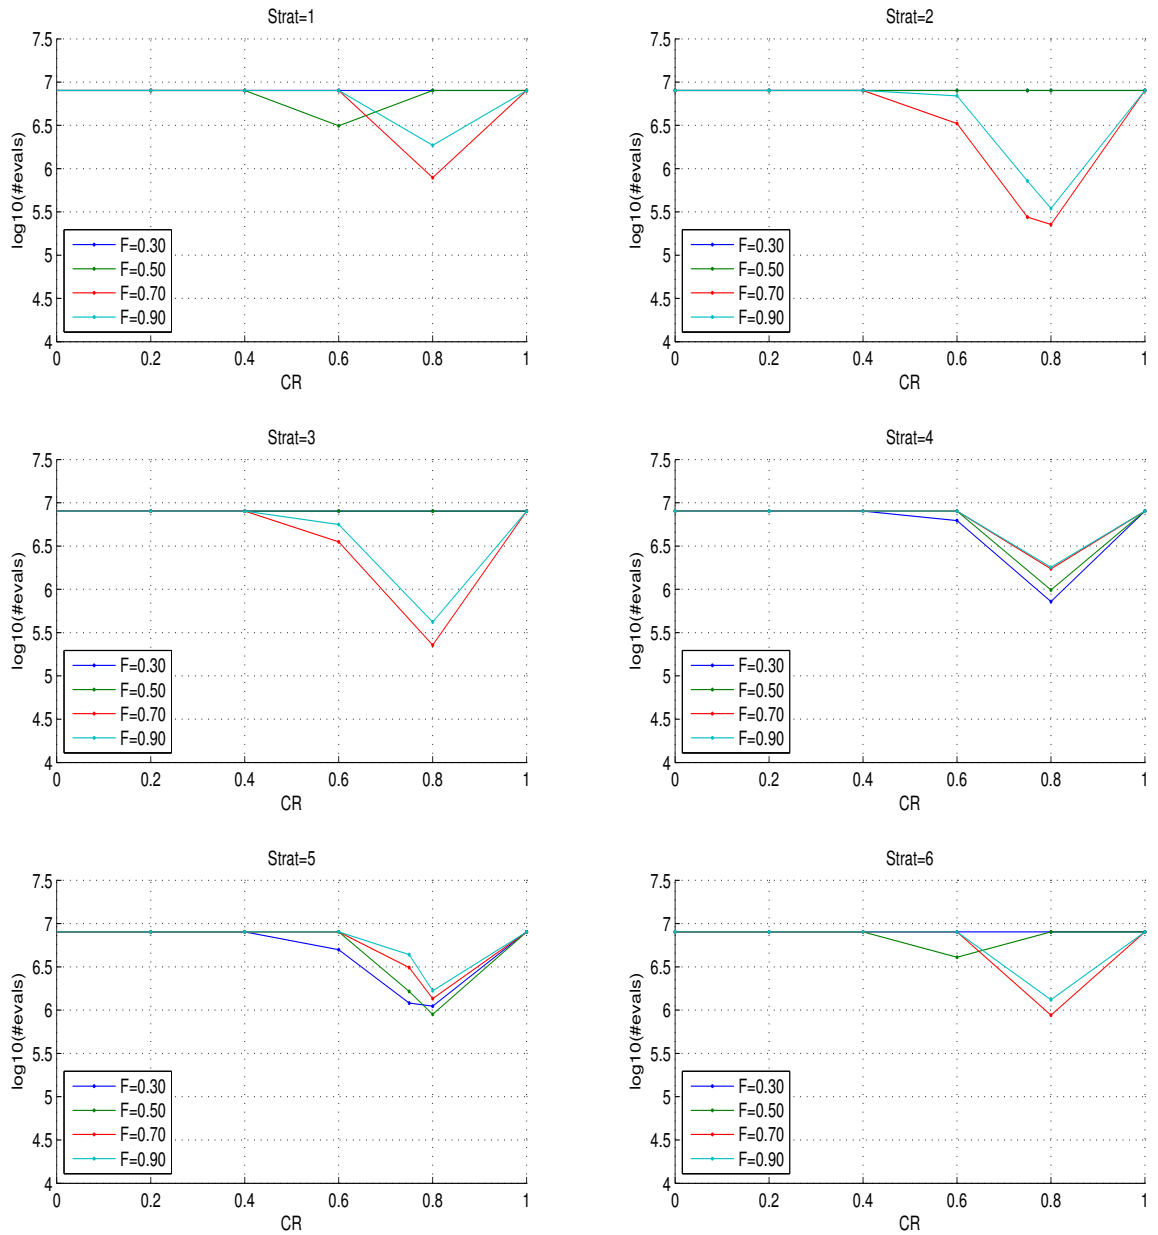 Strat=1
7.5
7
6.5
6
5.5
5
4.5
4
log10(#evals)
F=0.30
F=0.50
F=0.70
F=0.90
0 0.2 0.4 0.6 0.8 1
CR
Strat=2
7.5
7
6.5
6
5.5
5
4.5
4
log10(#evals)
F=0.30
F=0.50
F=0.70
F=0.90
0 0.2 0.4 0.6 0.8 1
CR
Strat=3
7.5
7
6.5
6
5.5
5
4.5
4
log10(#evals)
F=0.30
F=0.50
F=0.70
F=0.90
0 0.2 0.4 0.6 0.8 1
CR
Strat=4
7.5
7
6.5
6
5.5
5
4.5
4
log10(#evals)
F=0.30
F=0.50
F=0.70
F=0.90
0 0.2 0.4 0.6 0.8 1
CR
Strat=5
7.5
7
6.5
6
5.5
5
4.5
4
log10(#evals)
F=0.30
F=0.50
F=0.70
F=0.90
0 0.2 0.4 0.6 0.8 1
CR
Strat=6
7.5
7
6.5
6
5.5
5
4.5
4
log10(#evals)
F=0.30
F=0.50
F=0.70
F=0.90
0 0.2 0.4 0.6 0.8 1
CR